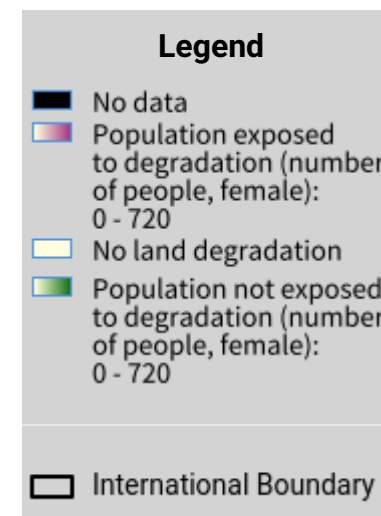 Legend
No data
Population exposed
to degradation (number
of people, female):
0 - 720
No land degradation
Population not exposed
to degradation (number
of people, female):
0 - 720
International Boundary